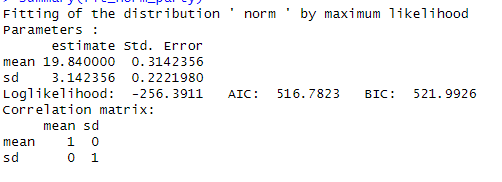 > summary(fit_norm_party)
Fitting of the distribution ' norm ' by maximum likelihood
Parameters :
estimate Std. Error
mean 19.840000 0.3142356
sd 3.142356 0.2221980
Loglikelihood: -256.3911 AIC: 516.7823 BIC: 521.9926
Correlation matrix:
mean sd
mean 1 0
sd 0 1